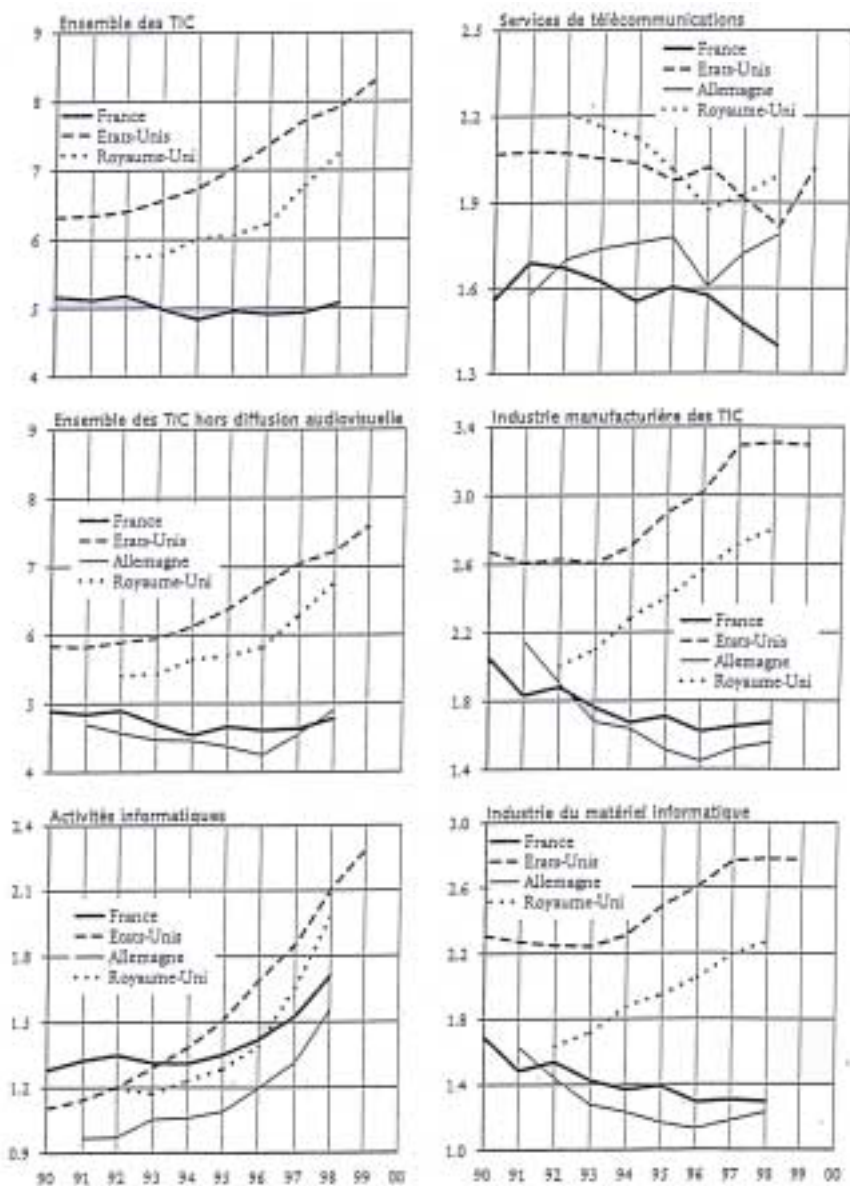 Ensemble des TIC
9
8
7
6
5
4
France
Etats-Unis
Royaume-Uni
Services de télécommunications
2.5
2.2
1.9
1.6
1.3
France
Etats-Unis
Allemagne
Royaume-Uni
Ensemble des TIC hors diffusion audiovisuelle
9
8
7
6
5
4
France
Etats-Unis
Allemagne
Royaume-Uni
Industrie manufacturière des TIC
3.4
3.0
2.6
2.2
1.8
1.4
France
Etats-Unis
Allemagne
Royaume-Uni
Activités informatiques
2.4
2.1
1.8
1.5
1.2
0.9
France
Etats-Unis
Allemagne
Royaume-Uni
90 91 92 93 94 95 96 97 98 99 00
Industrie du matériel informatique
3.0
2.6
2.2
1.8
1.4
1.0
France
Etats-Unis
Allemagne
Royaume-Uni
90 91 92 93 94 95 96 97 98 99 00